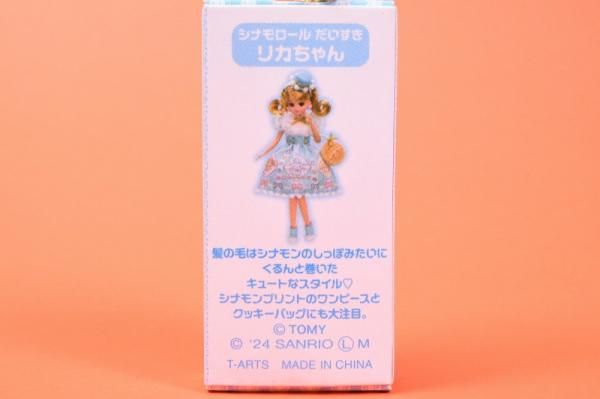 シナモロール だいすき
リカちゃん
髪の毛はシナモンのしっぽみたいに
くるんと巻いた
キュートなスタイル♡
シナモンプリントのワンピースと
クッキーバッグにも大注目。
© TOMY
© '24 SANRIO Ⓛ M
T-ARTS MADE IN CHINA